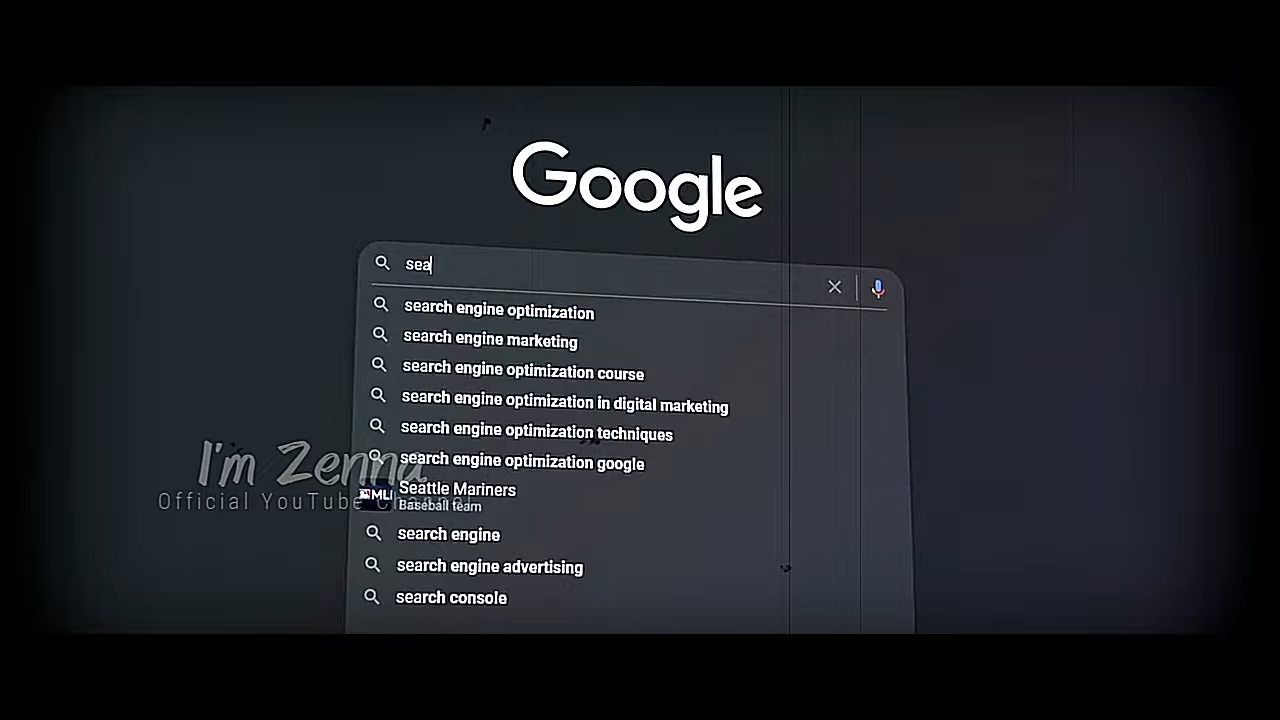 Google
sea
search engine optimization
search engine marketing
search engine optimization course
search engine optimization in digital marketing
search engine optimization techniques
search engine optimization google
I'm Zenna
Seattle Mariners
Official YouTube Channel
Baseball team
search engine
search engine advertising
search console